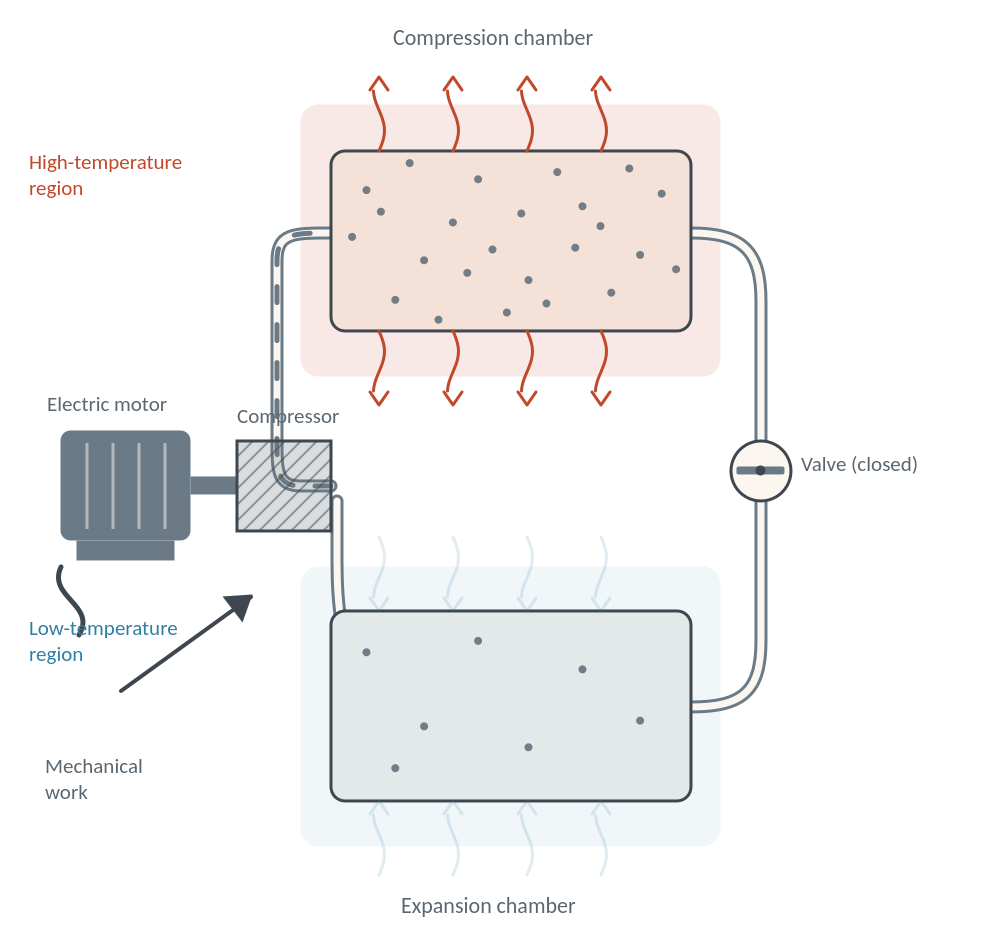 Compression chamber
High-temperature
region
Electric motor
Compressor
Valve (closed)
Low-temperature
region
Mechanical
work
Expansion chamber